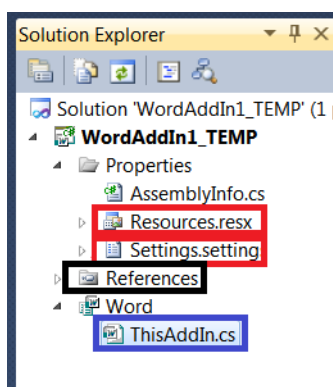 Solution Explorer
Solution 'WordAddIn1_TEMP' (1
WordAddIn1_TEMP
Properties
AssemblyInfo.cs
Resources.resx
Settings.setting
References
Word
ThisAddIn.cs